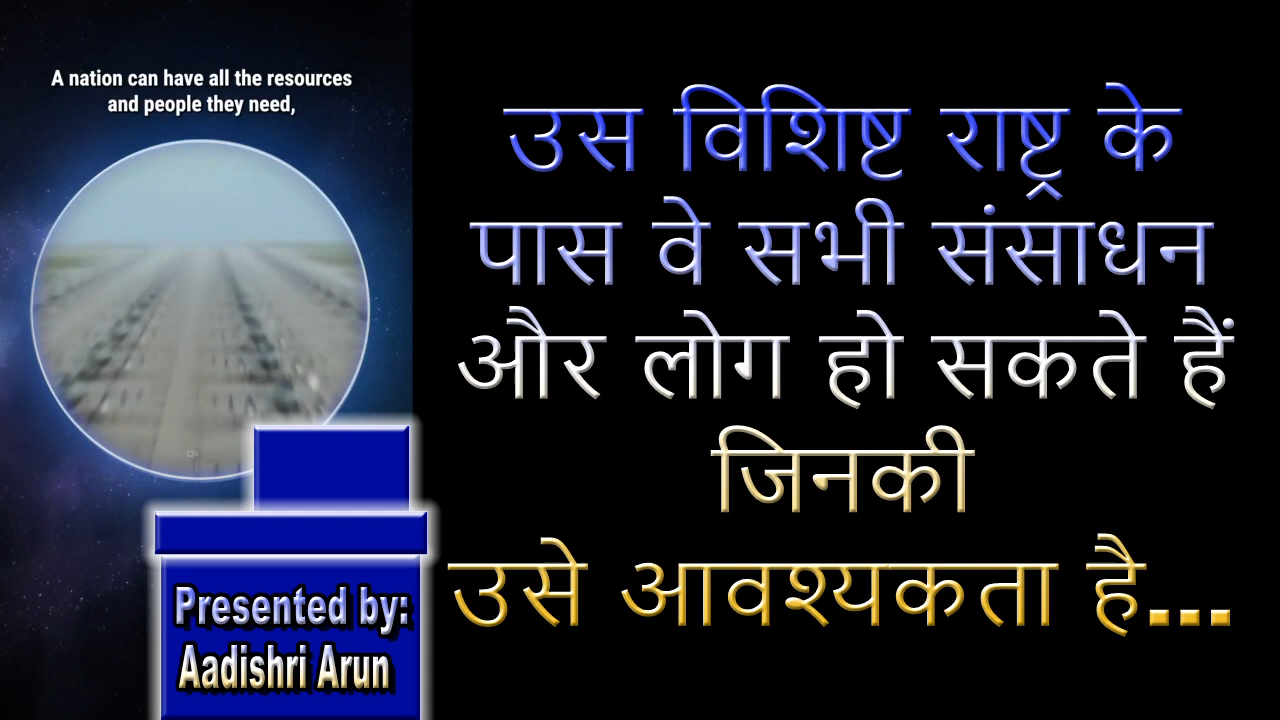 A nation can have all the resources
and people they need,
उस विशिष्ट राष्ट्र के
पास वे सभी संसाधन
और लोग हो सकते हैं
जिनकी
उसे आवश्यकता है...
Presented by:
Aadishri Arun